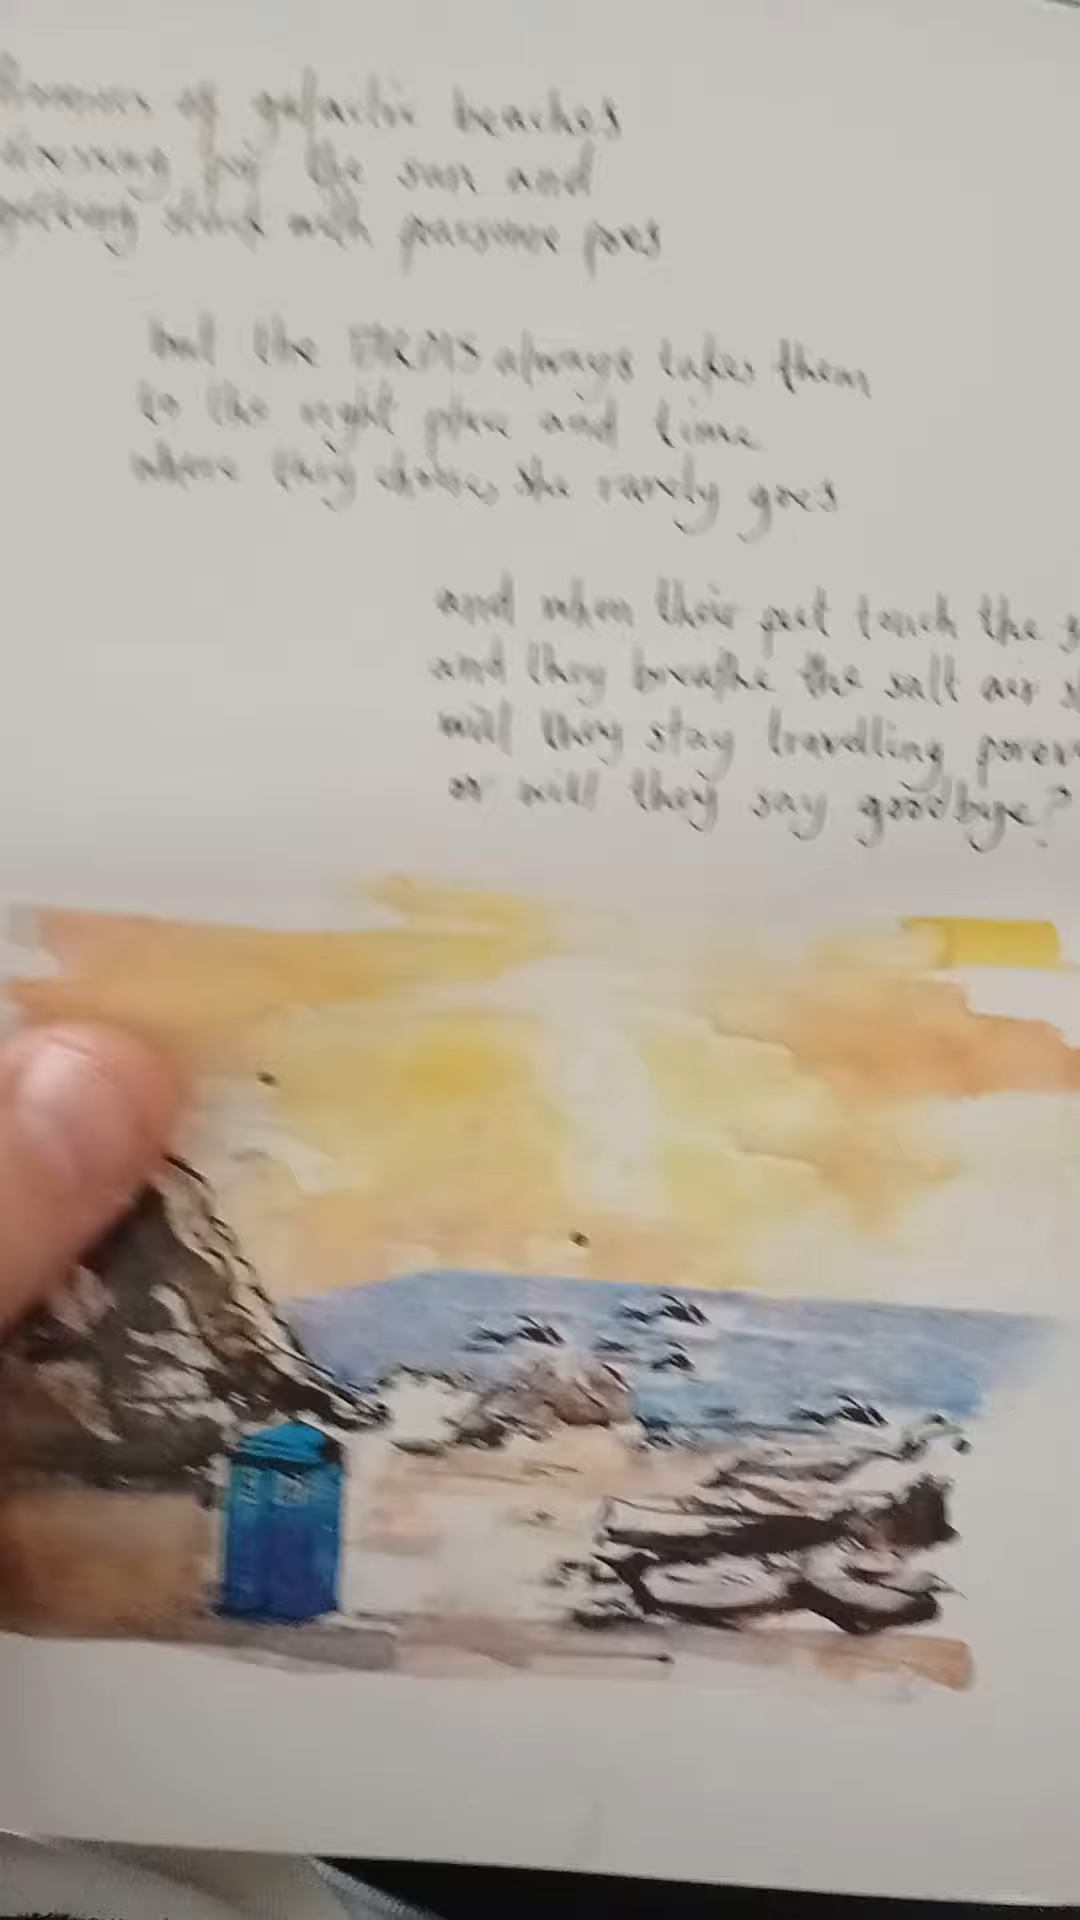 of galactic beaches
for the sun and
getting stuck with passive foes
but the TARDIS always takes them
to the right place and time
where they choose she rarely goes
and when their feet touch the
and they breathe the salt air
will they stay travelling
or will they say goodbye?